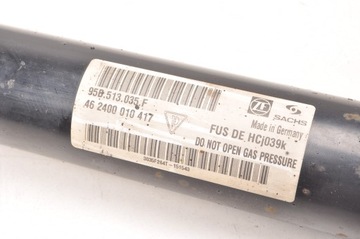 95B.513.035.F
46 2400 010 417
ZF
SACHS
Made in Germany
FUS DE HCj039k
DO NOT OPEN GAS PRESSURE